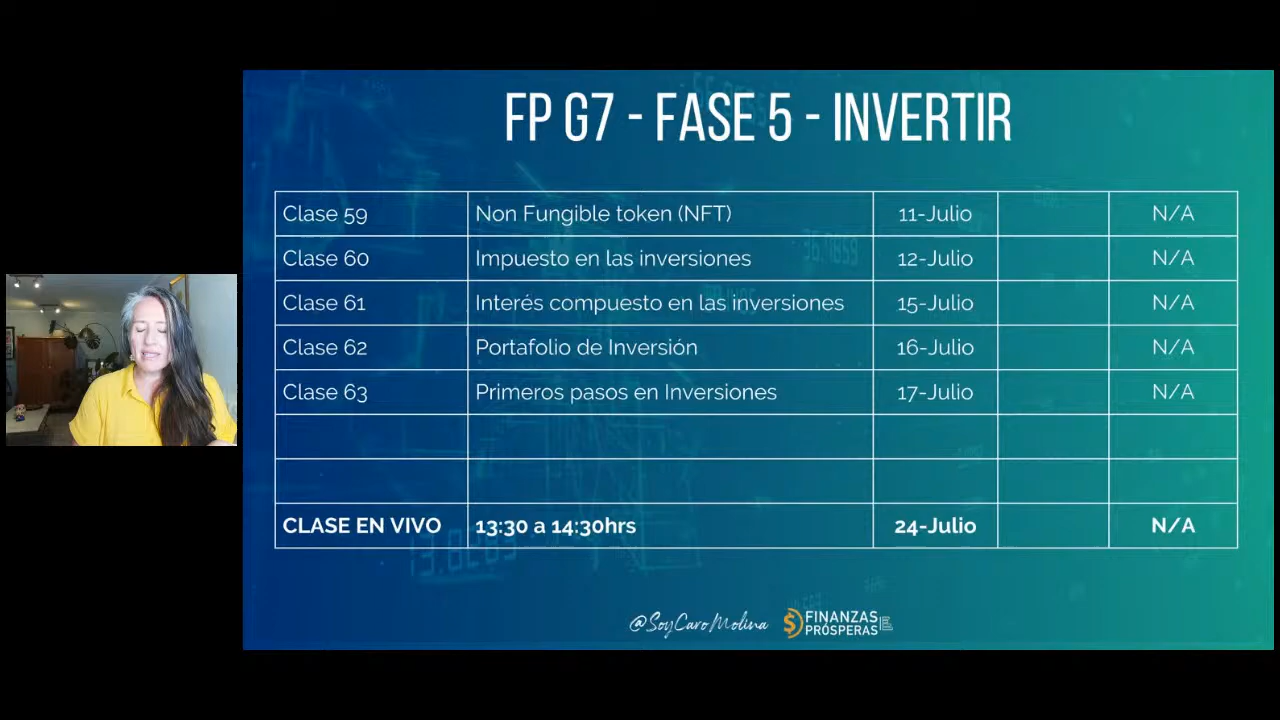 FP G7 - FASE 5 - INVERTIR
Clase 59 Non Fungible token (NFT) 11-Julio N/A
Clase 60 Impuesto en las inversiones 12-Julio N/A
Clase 61 Interés compuesto en las inversiones 15-Julio N/A
Clase 62 Portafolio de Inversión 16-Julio N/A
Clase 63 Primeros pasos en Inversiones 17-Julio N/A
CLASE EN VIVO 13:30 a 14:30hrs 24-Julio N/A
@SoyCaroMolina
FINANZAS
PRÓSPERAS